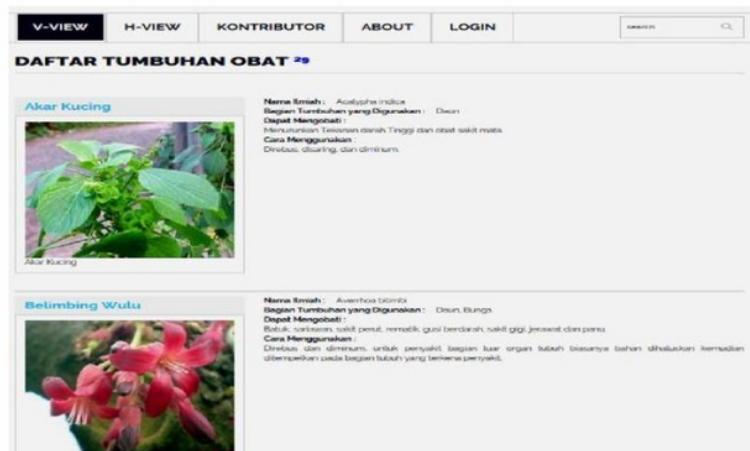 V-VIEW H-VIEW KONTRIBUTOR ABOUT LOGIN
DAFTAR TUMBUHAN OBAT 29
Akar Kucing
Nama Ilmiah : Acalypha indica
Bagian Tumbuhan yang Digunakan : Daun
Dapat Mengobati :
Menurunkan Tekanan darah Tinggi dan obat sakit mata.
Cara Menggunakan :
Direbus, disaring, dan diminum.
Akar Kucing
Belimbing Wulu
Nama Ilmiah : Averrhoa bilimbi
Bagian Tumbuhan yang Digunakan : Daun, Bunga.
Dapat Mengobati :
Batuk, sariawan, sakit perut, rematik, gusi berdarah, sakit gigi, jerawat dan panu.
Cara Menggunakan :
Direbus dan diminum, untuk penyakit bagian luar organ tubuh biasanya bahan dihaluskan kemudian
ditempelkan pada bagian tubuh yang terkena penyakit.